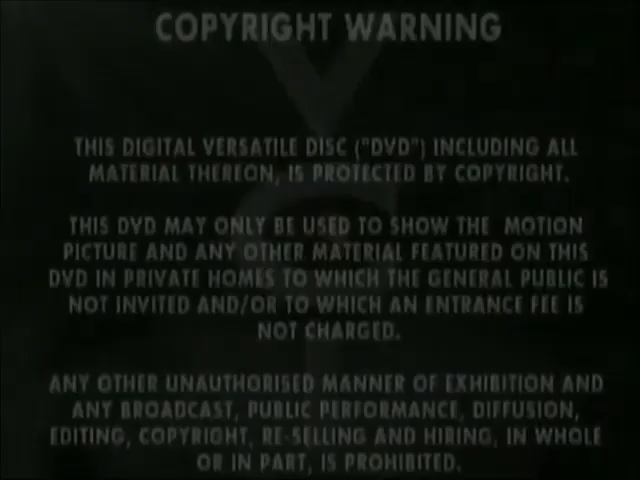 COPYRIGHT WARNING
THIS DIGITAL VERSATILE DISC ("DVD") INCLUDING ALL
MATERIAL THEREON, IS PROTECTED BY COPYRIGHT.
THIS DVD MAY ONLY BE USED TO SHOW THE MOTION
PICTURE AND ANY OTHER MATERIAL FEATURED ON THIS
DVD IN PRIVATE HOMES TO WHICH THE GENERAL PUBLIC IS
NOT INVITED AND/OR TO WHICH AN ENTRANCE FEE IS
NOT CHARGED.
ANY OTHER UNAUTHORISED MANNER OF EXHIBITION AND
ANY BROADCAST, PUBLIC PERFORMANCE, DIFFUSION,
EDITING, COPYRIGHT, RE-SELLING AND HIRING, IN WHOLE
OR IN PART, IS PROHIBITED.